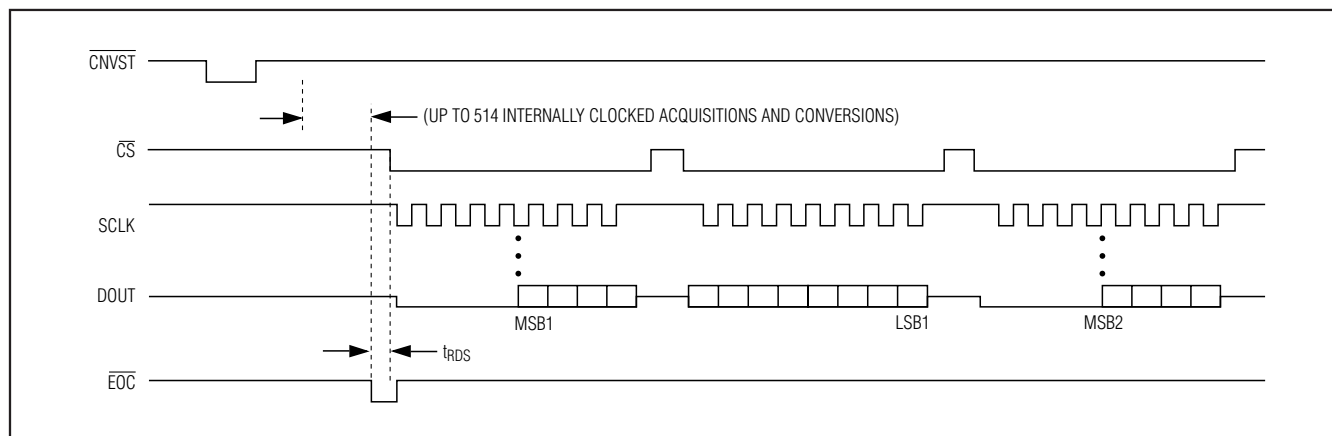 CNVST
(UP TO 514 INTERNALLY CLOCKED ACQUISITIONS AND CONVERSIONS)
CS
SCLK
DOUT
MSB1 LSB1 MSB2
tRDS
EOC